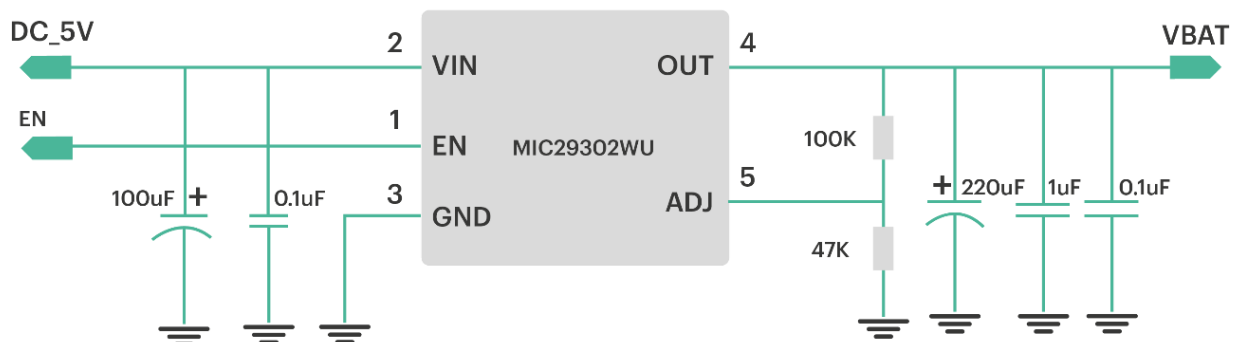 DC_5V
2
VIN
OUT
4
VBAT
EN
1
EN
MIC29302WU
100K
100uF
+
0.1uF
3
GND
ADJ
5
+
220uF
1uF
0.1uF
47K